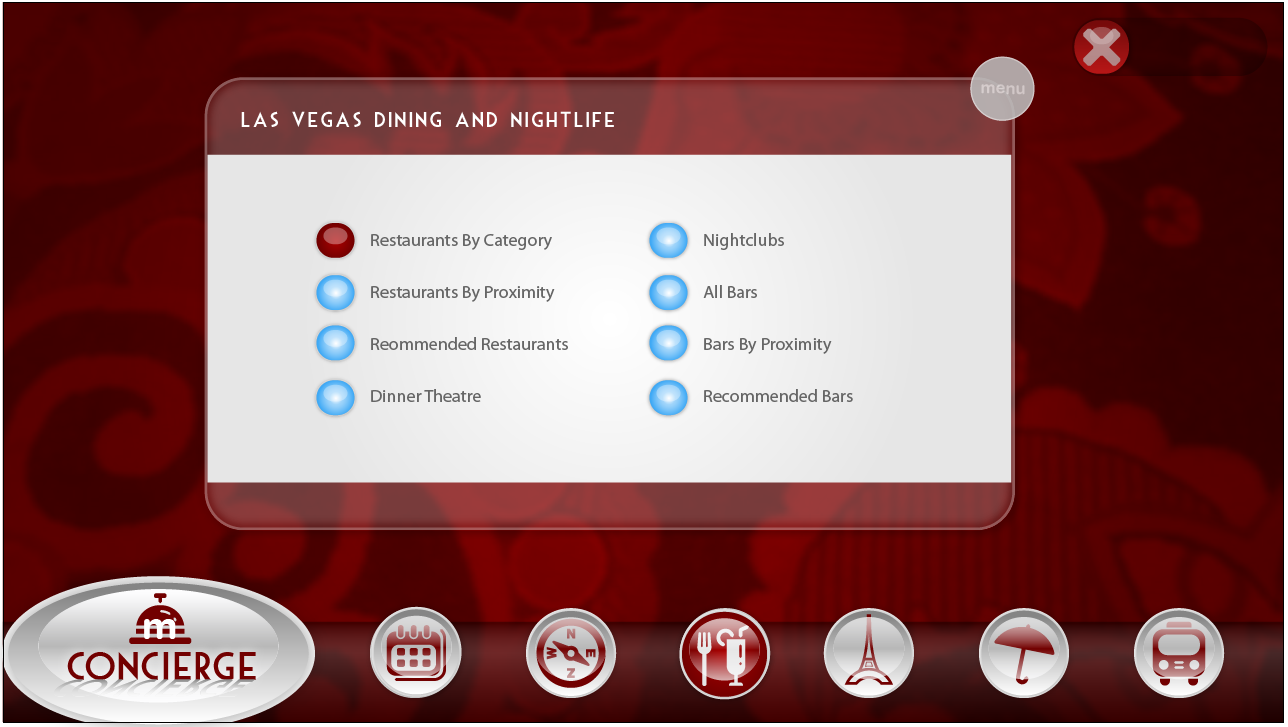 menu
LAS VEGAS DINING AND NIGHTLIFE
Restaurants By Category
Nightclubs
Restaurants By Proximity
All Bars
Reommended Restaurants
Bars By Proximity
Dinner Theatre
Recommended Bars
m
CONCIERGE
N
W E
Z